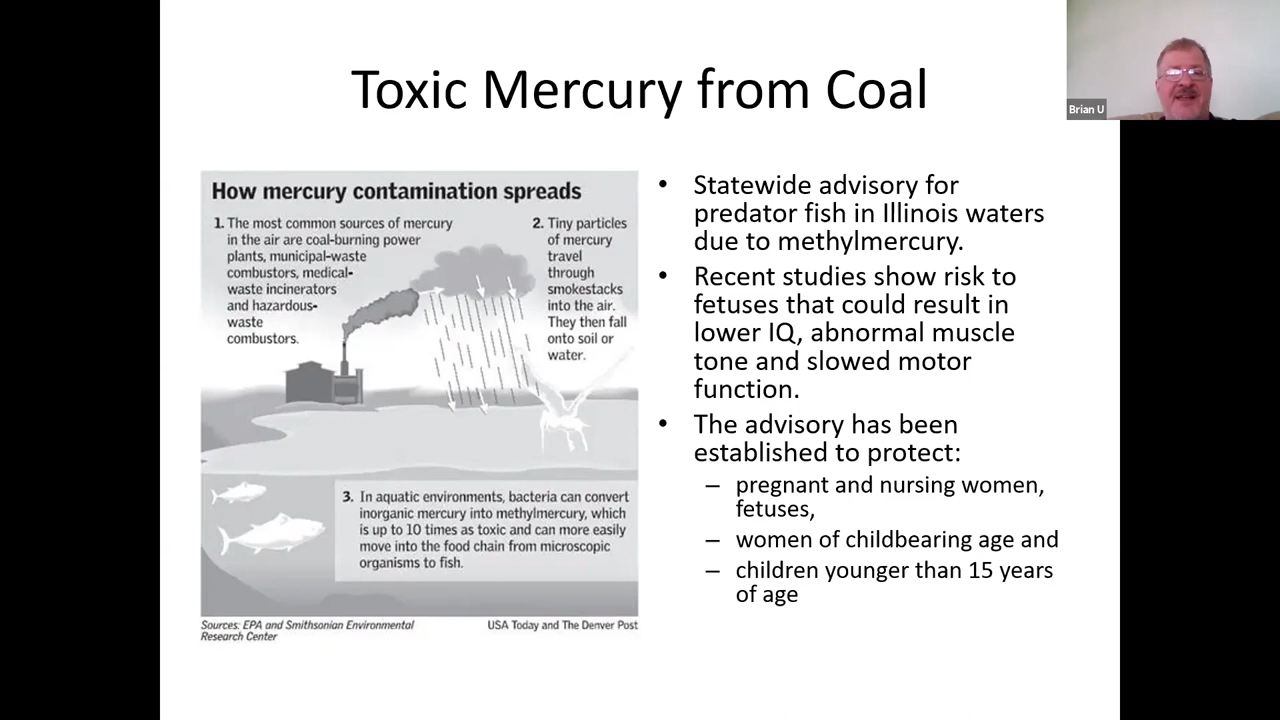 Toxic Mercury from Coal
Brian U
How mercury contamination spreads
1. The most common sources of mercury
in the air are coal-burning power
plants, municipal-waste
combustors, medical-
waste incinerators
and hazardous-
waste
combustors.
2. Tiny particles
of mercury
travel
through
smokestacks
into the air.
They then fall
onto soil or
water.
3. In aquatic environments, bacteria can convert
inorganic mercury into methylmercury, which
is up to 10 times as toxic and can more easily
move into the food chain from microscopic
organisms to fish.
Sources: EPA and Smithsonian Environmental
Research Center
USA Today and The Denver Post
• Statewide advisory for
predator fish in Illinois waters
due to methylmercury.
• Recent studies show risk to
fetuses that could result in
lower IQ, abnormal muscle
tone and slowed motor
function.
• The advisory has been
established to protect:
– pregnant and nursing women,
fetuses,
– women of childbearing age and
– children younger than 15 years
of age